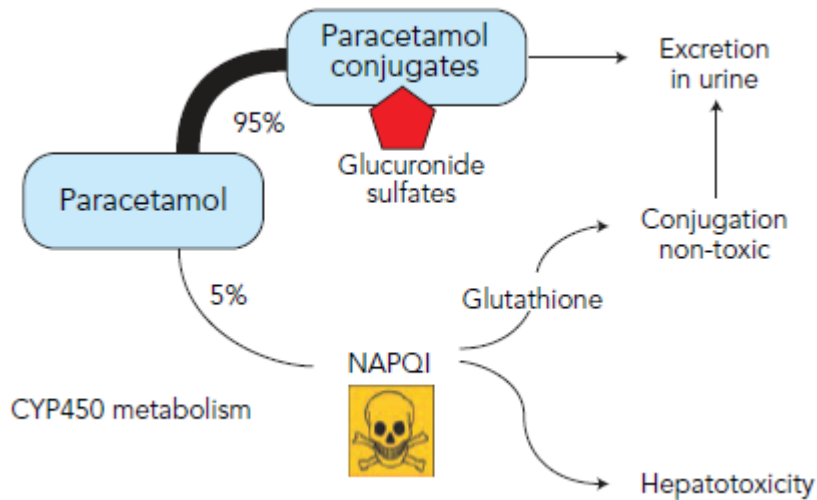 Paracetamol
conjugates
Excretion
in urine
95%
Glucuronide
sulfates
Paracetamol
Conjugation
non-toxic
5%
Glutathione
NAPQI
CYP450 metabolism
Hepatotoxicity